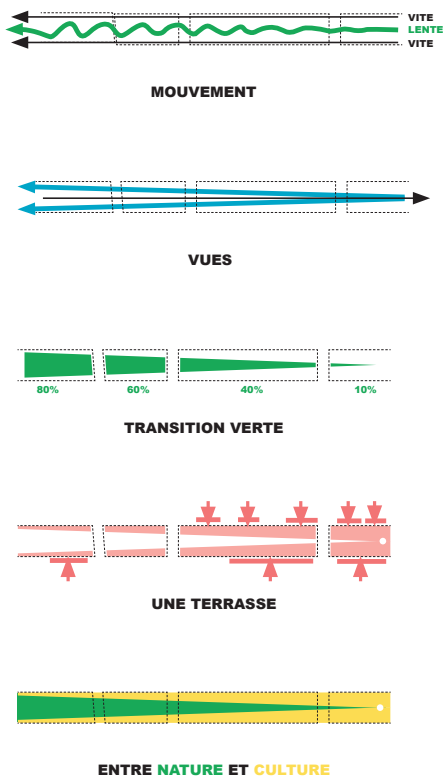 VITE
LENTE
VITE
MOUVEMENT
VUES
80% 60% 40% 10%
TRANSITION VERTE
UNE TERRASSE
ENTRE NATURE ET CULTURE